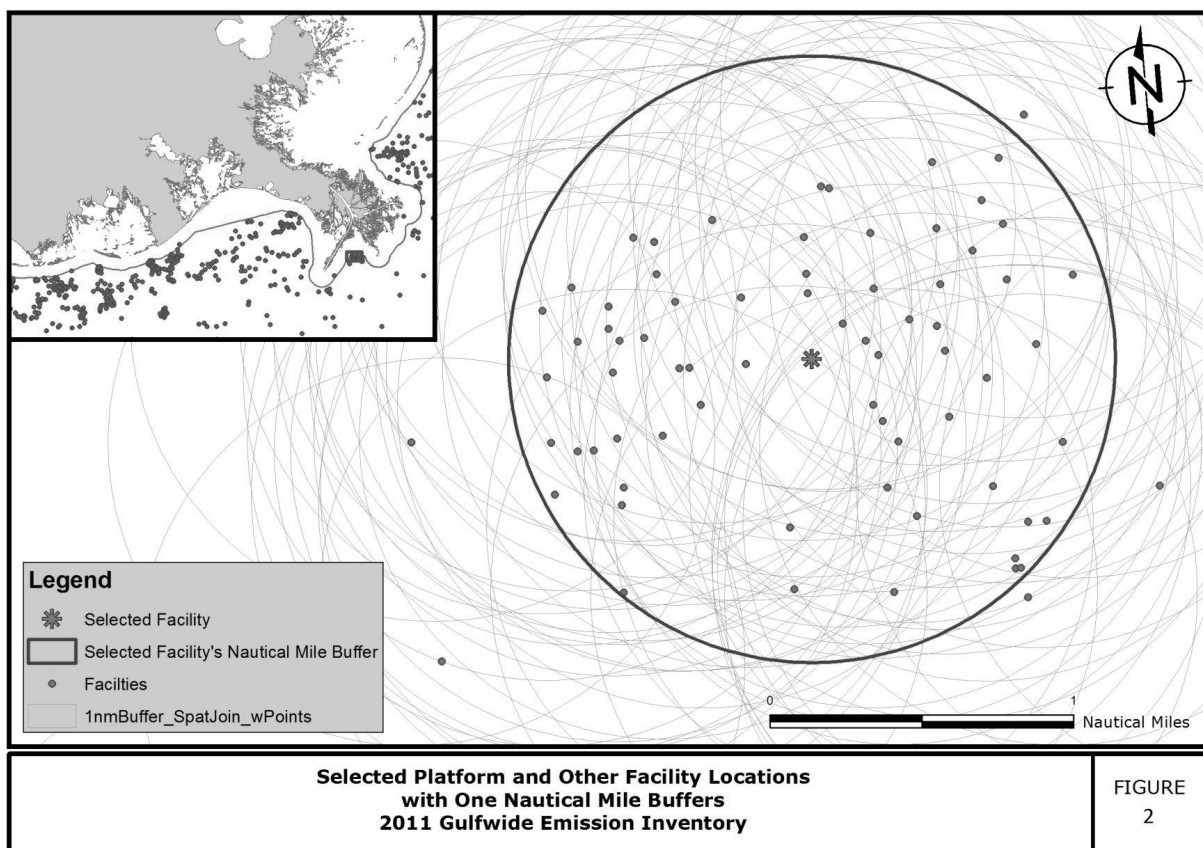 N
Legend
Selected Facility
Selected Facility's Nautical Mile Buffer
Facilties
1nmBuffer_SpatJoin_wPoints
0 1
Nautical Miles
Selected Platform and Other Facility Locations
with One Nautical Mile Buffers
2011 Gulfwide Emission Inventory
FIGURE
2